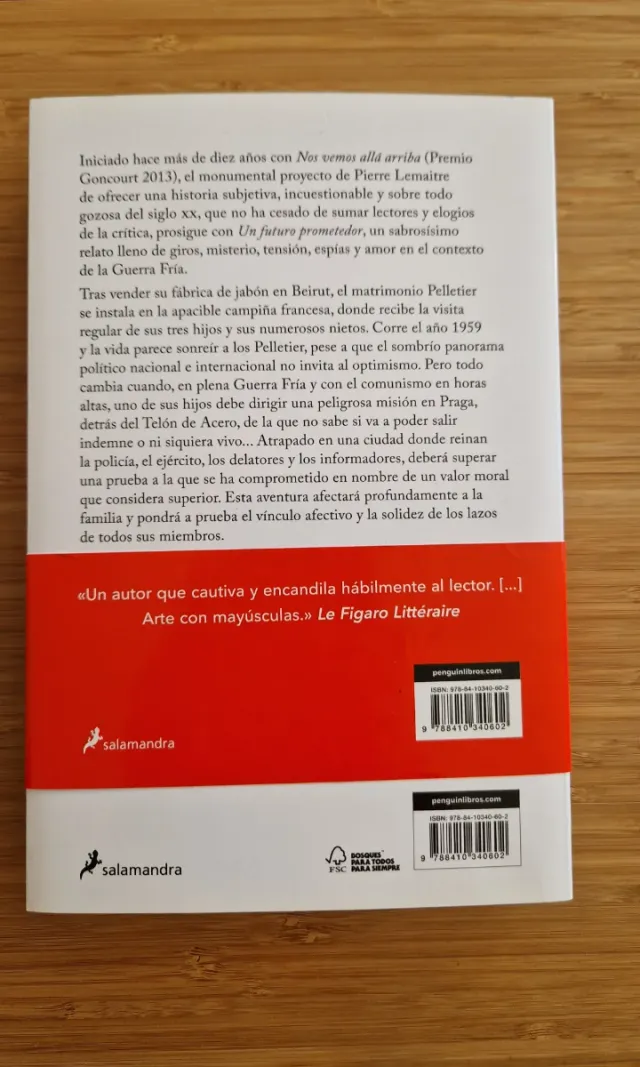 Iniciado hace más de diez años con Nos vemos allá arriba (Premio
Goncourt 2013), el monumental proyecto de Pierre Lemaitre
de ofrecer una historia subjetiva, incuestionable y sobre todo
gozosa del siglo XX, que no ha cesado de sumar lectores y elogios
de la crítica, prosigue con Un futuro prometedor, un sabrosísimo
relato lleno de giros, misterio, tensión, espías y amor en el contexto
de la Guerra Fría.
Tras vender su fábrica de jabón en Beirut, el matrimonio Pelletier
se instala en la apacible campiña francesa, donde recibe la visita
regular de sus tres hijos y sus numerosos nietos. Corre el año 1959
y la vida parece sonreír a los Pelletier, pese a que el sombrío panorama
político nacional e internacional no invita al optimismo. Pero todo
cambia cuando, en plena Guerra Fría y con el comunismo en horas
altas, uno de sus hijos debe dirigir una peligrosa misión en Praga,
detrás del Telón de Acero, de la que no sabe si va a poder salir
indemne o ni siquiera vivo... Atrapado en una ciudad donde reinan
la policía, el ejército, los delatores y los informadores, deberá superar
una prueba a la que se ha comprometido en nombre de un valor moral
que considera superior. Esta aventura afectará profundamente a la
familia y pondrá a prueba el vínculo afectivo y la solidez de los lazos
de todos sus miembros.
«Un autor que cautiva y encandila hábilmente al lector. [...]
Arte con mayúsculas.» Le Figaro Littéraire
penguinlibros.com
ISBN: 978-84-10340-60-2
9 788410 340602
salamandra
penguinlibros.com
ISBN: 978-84-10340-60-2
9 788410 340602
salamandra
FSC
BOSQUES
PARA TODOS
PARA SIEMPRE